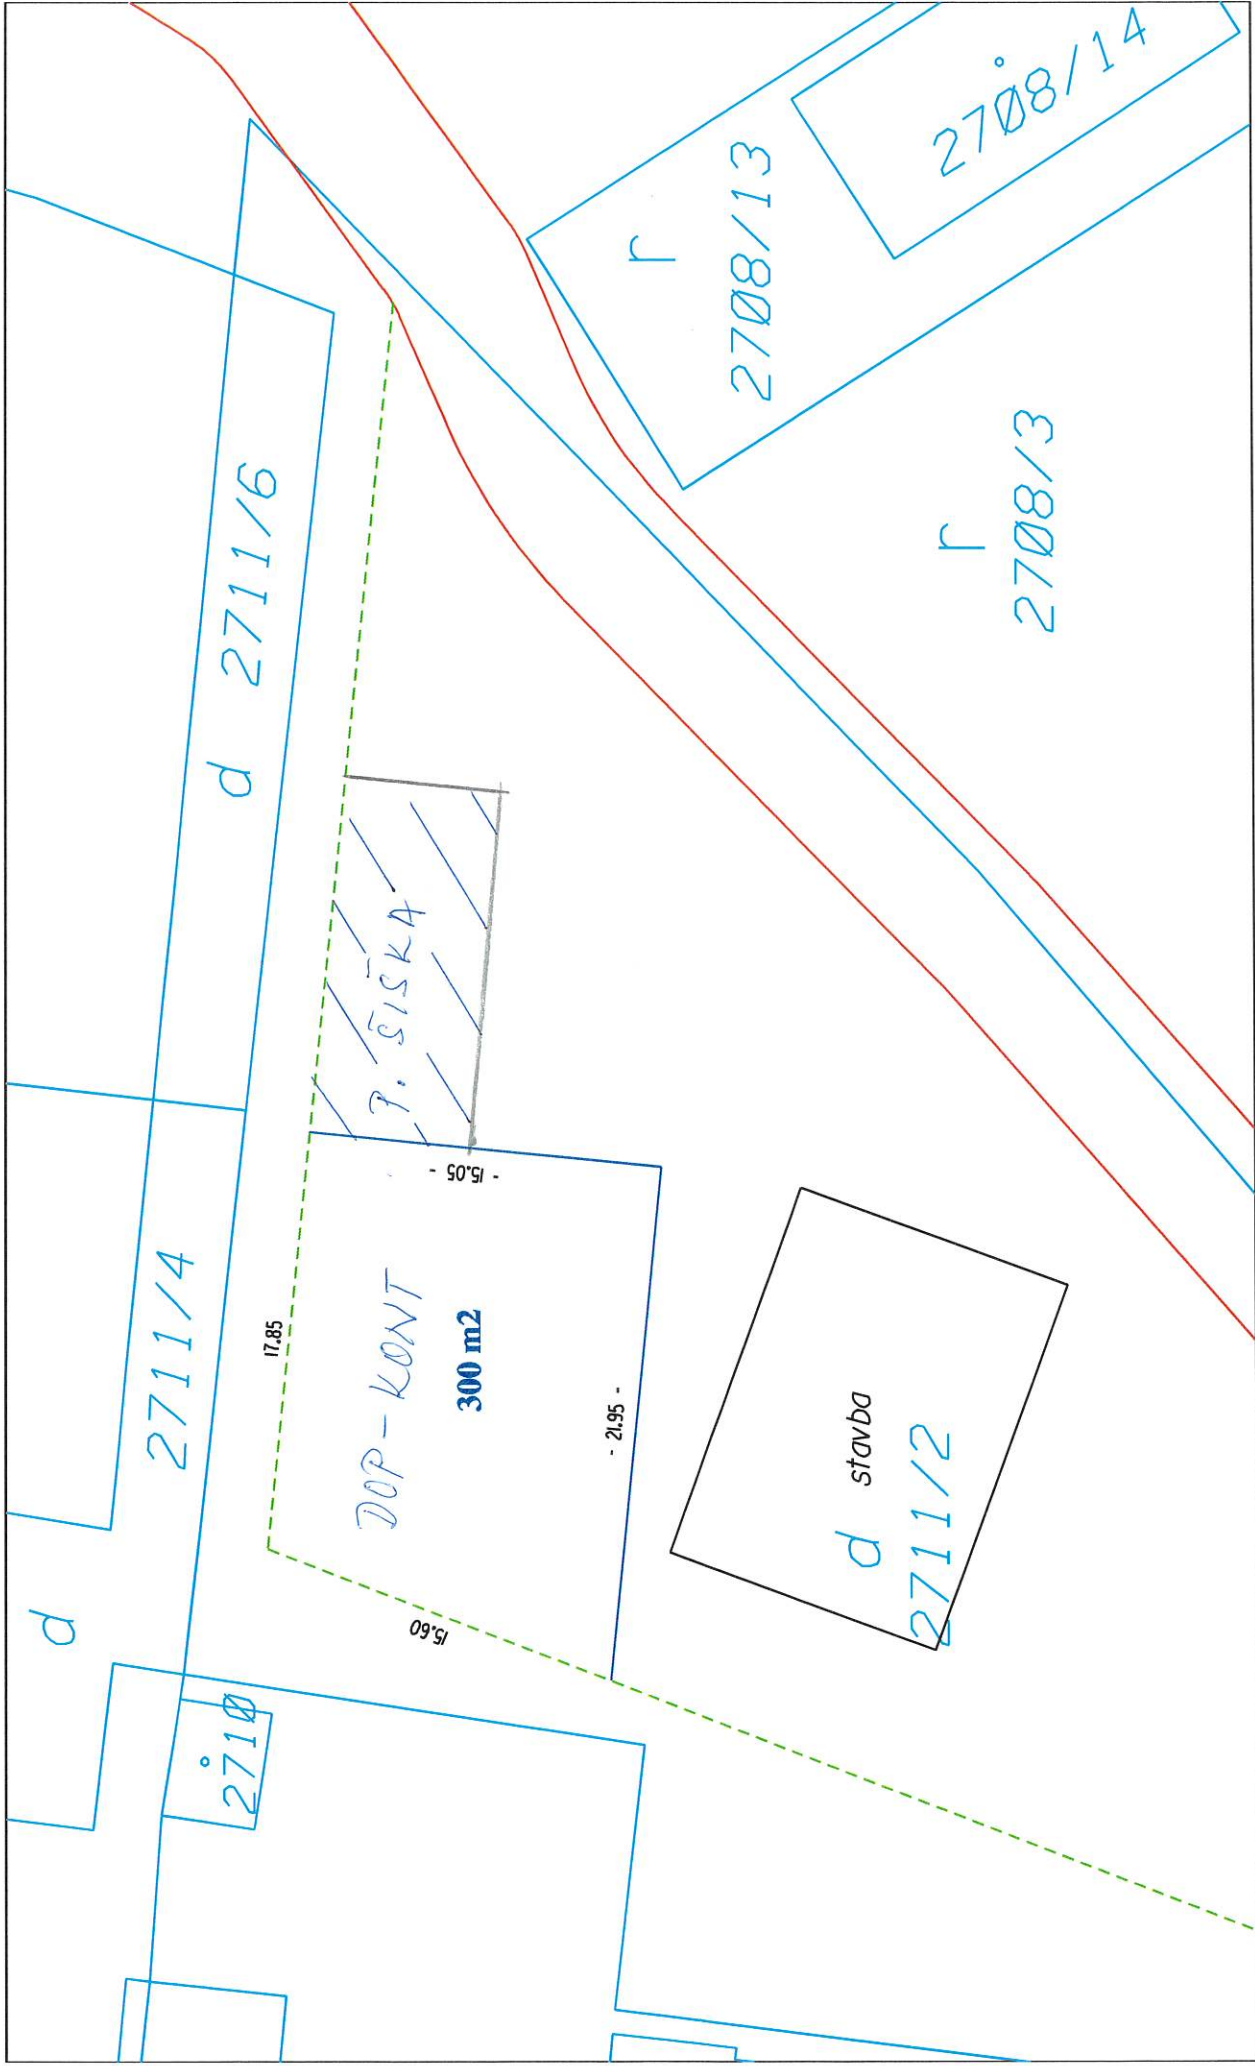 d
2711/4
d 2711/6
2710
17.85
15.60
DOP-KONT
300 m2
- 15.05 -
P. ŠIŠKA
- 21.95 -
stavba
d
2711/2
r
2708/13
2708/14
r
2708/3